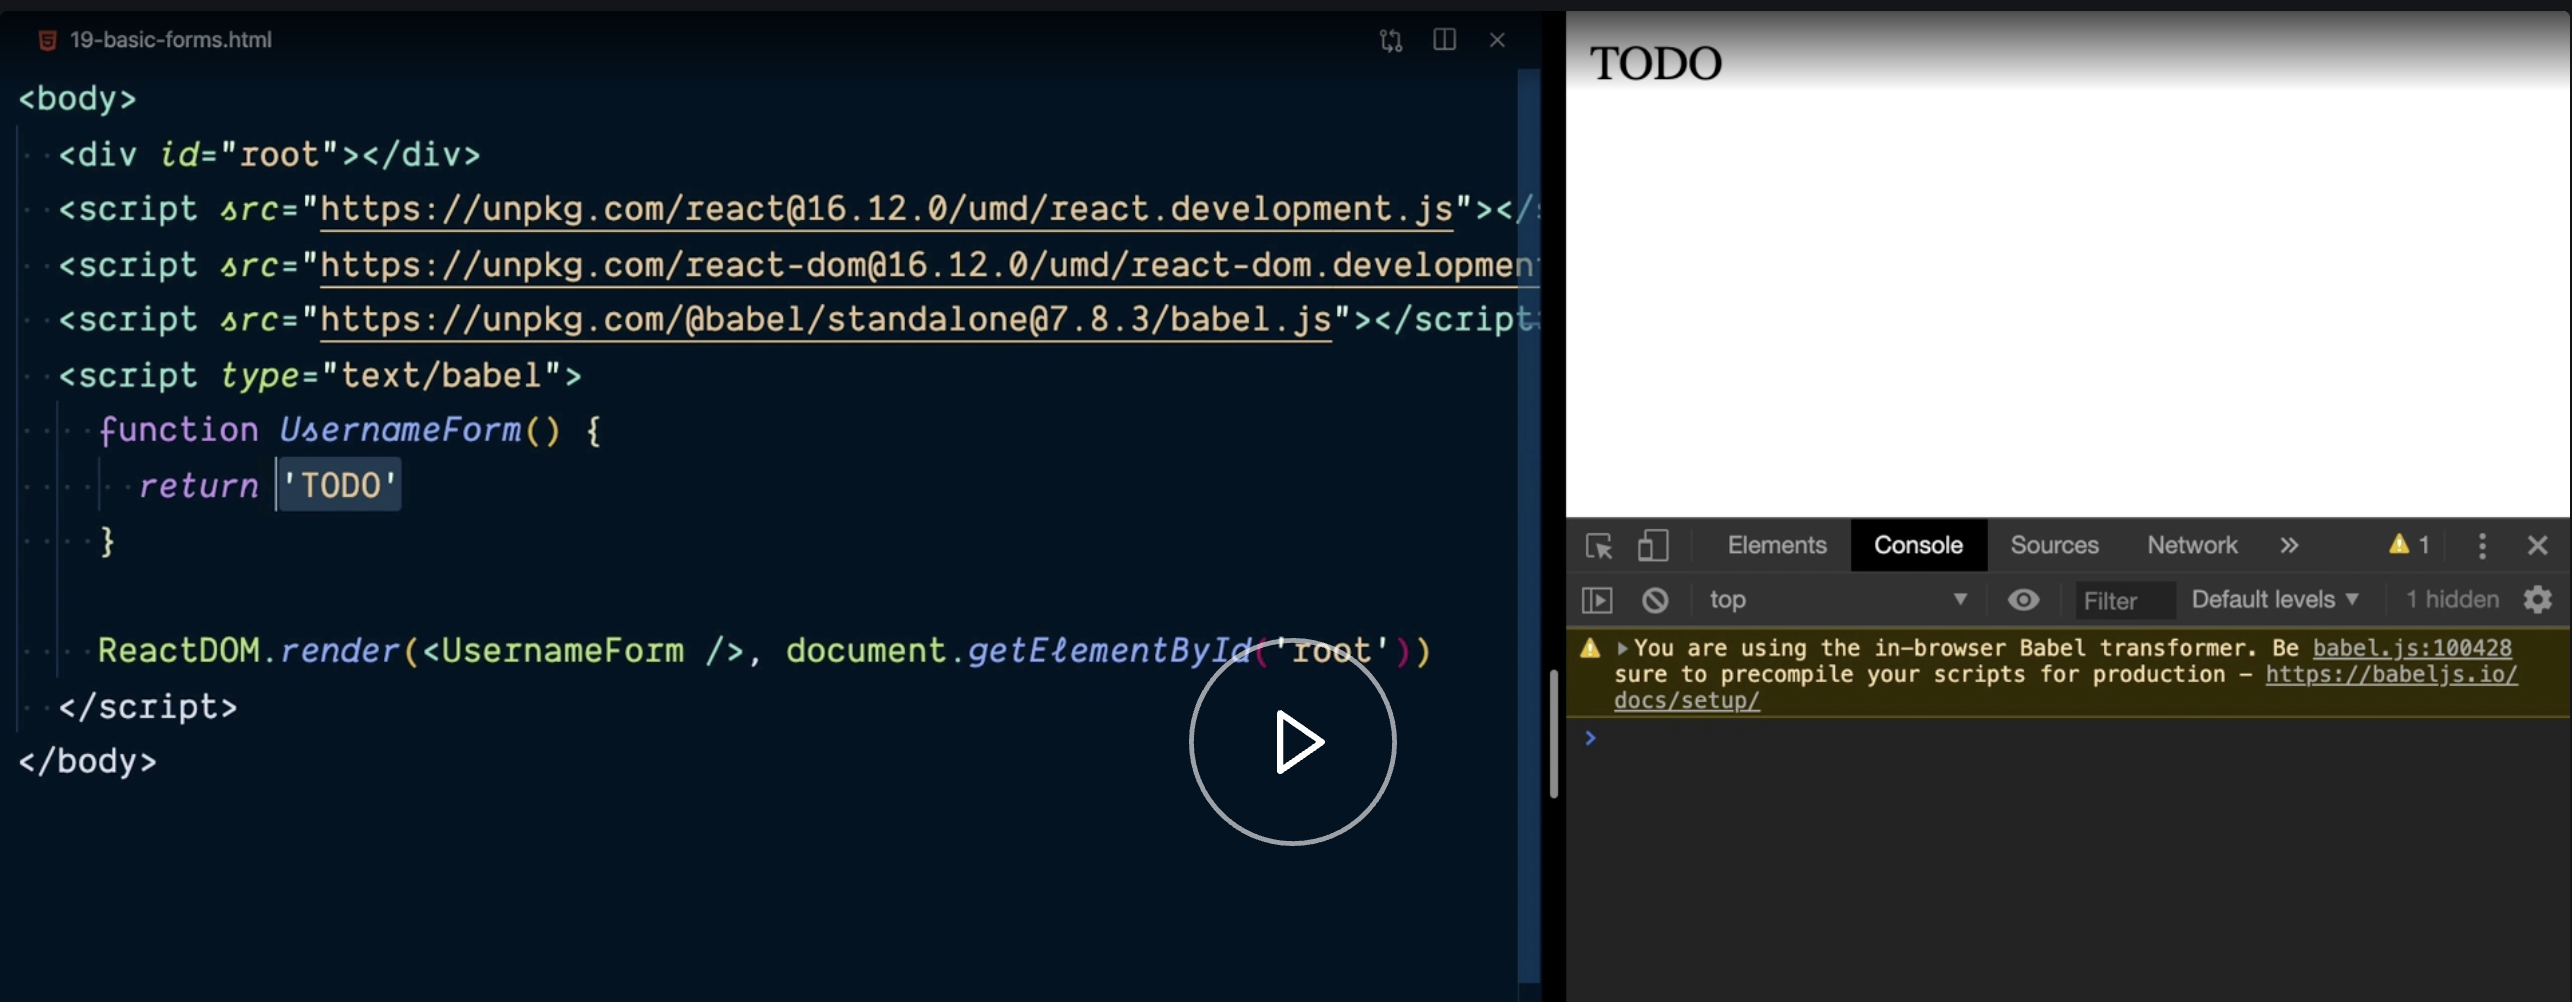 19-basic-forms.html
<body>
<div id="root"></div>
<script src="https://unpkg.com/react@16.12.0/umd/react.development.js"></
<script src="https://unpkg.com/react-dom@16.12.0/umd/react-dom.developmen
<script src="https://unpkg.com/@babel/standalone@7.8.3/babel.js"></script
<script type="text/babel">
function UsernameForm() {
return 'TODO'
}
ReactDOM.render(<UsernameForm />, document.getElementById('root'))
</script>
</body>
TODO
Elements Console Sources Network » 1
top Filter Default levels ▼ 1 hidden
You are using the in-browser Babel transformer. Be babel.js:100428
sure to precompile your scripts for production – https://babeljs.io/
docs/setup/
>